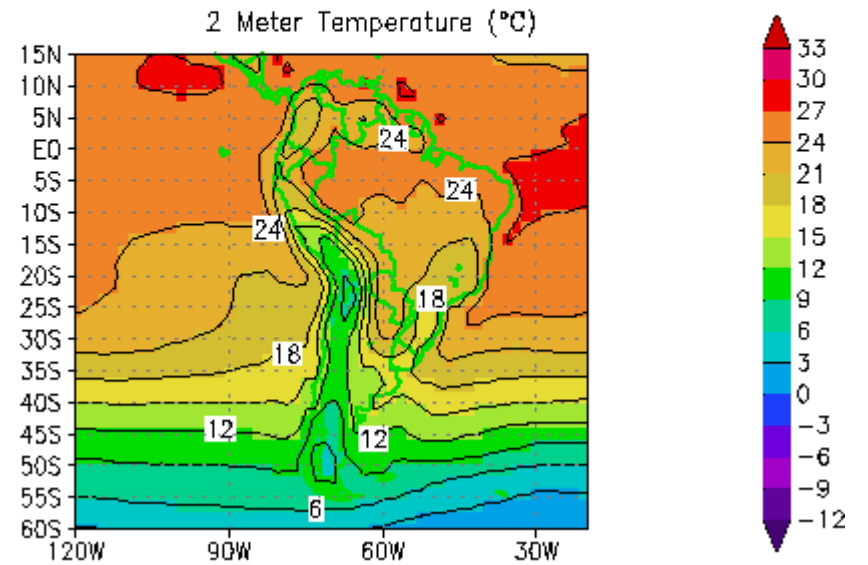 2 Meter Temperature (°C)
15N
10N
5N
EQ
5S
10S
15S
20S
25S
30S
35S
40S
45S
50S
55S
60S
120W 90W 60W 30W
24
24
24
18
18
12
12
6
33
30
27
24
21
18
15
12
9
6
3
0
-3
-6
-9
-12